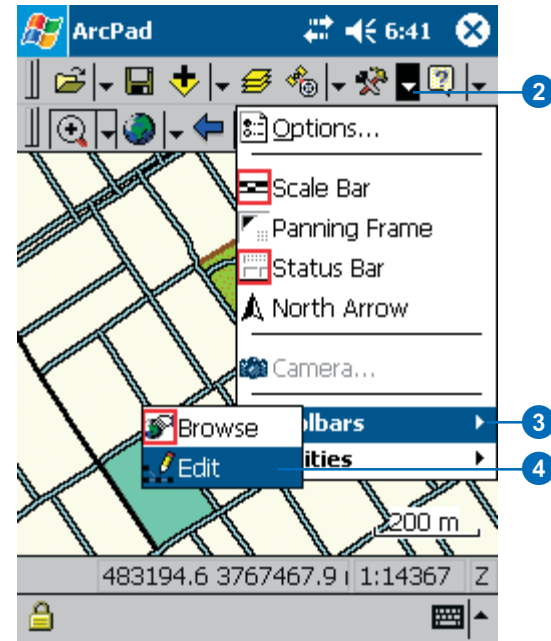 ArcPad 6:41
2
Options...
Scale Bar
Panning Frame
Status Bar
North Arrow
Camera...
Browse lbars 3
Edit ities 4
200 m
483194.6 3767467.9 1:14367 Z